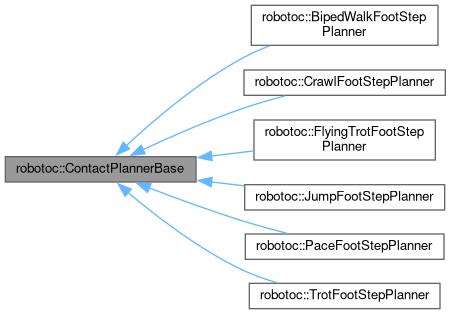 robotoc::BipedWalkFootStep
Planner
robotoc::CrawlFootStepPlanner
robotoc::FlyingTrotFootStep
Planner
robotoc::ContactPlannerBase
robotoc::JumpFootStepPlanner
robotoc::PaceFootStepPlanner
robotoc::TrotFootStepPlanner